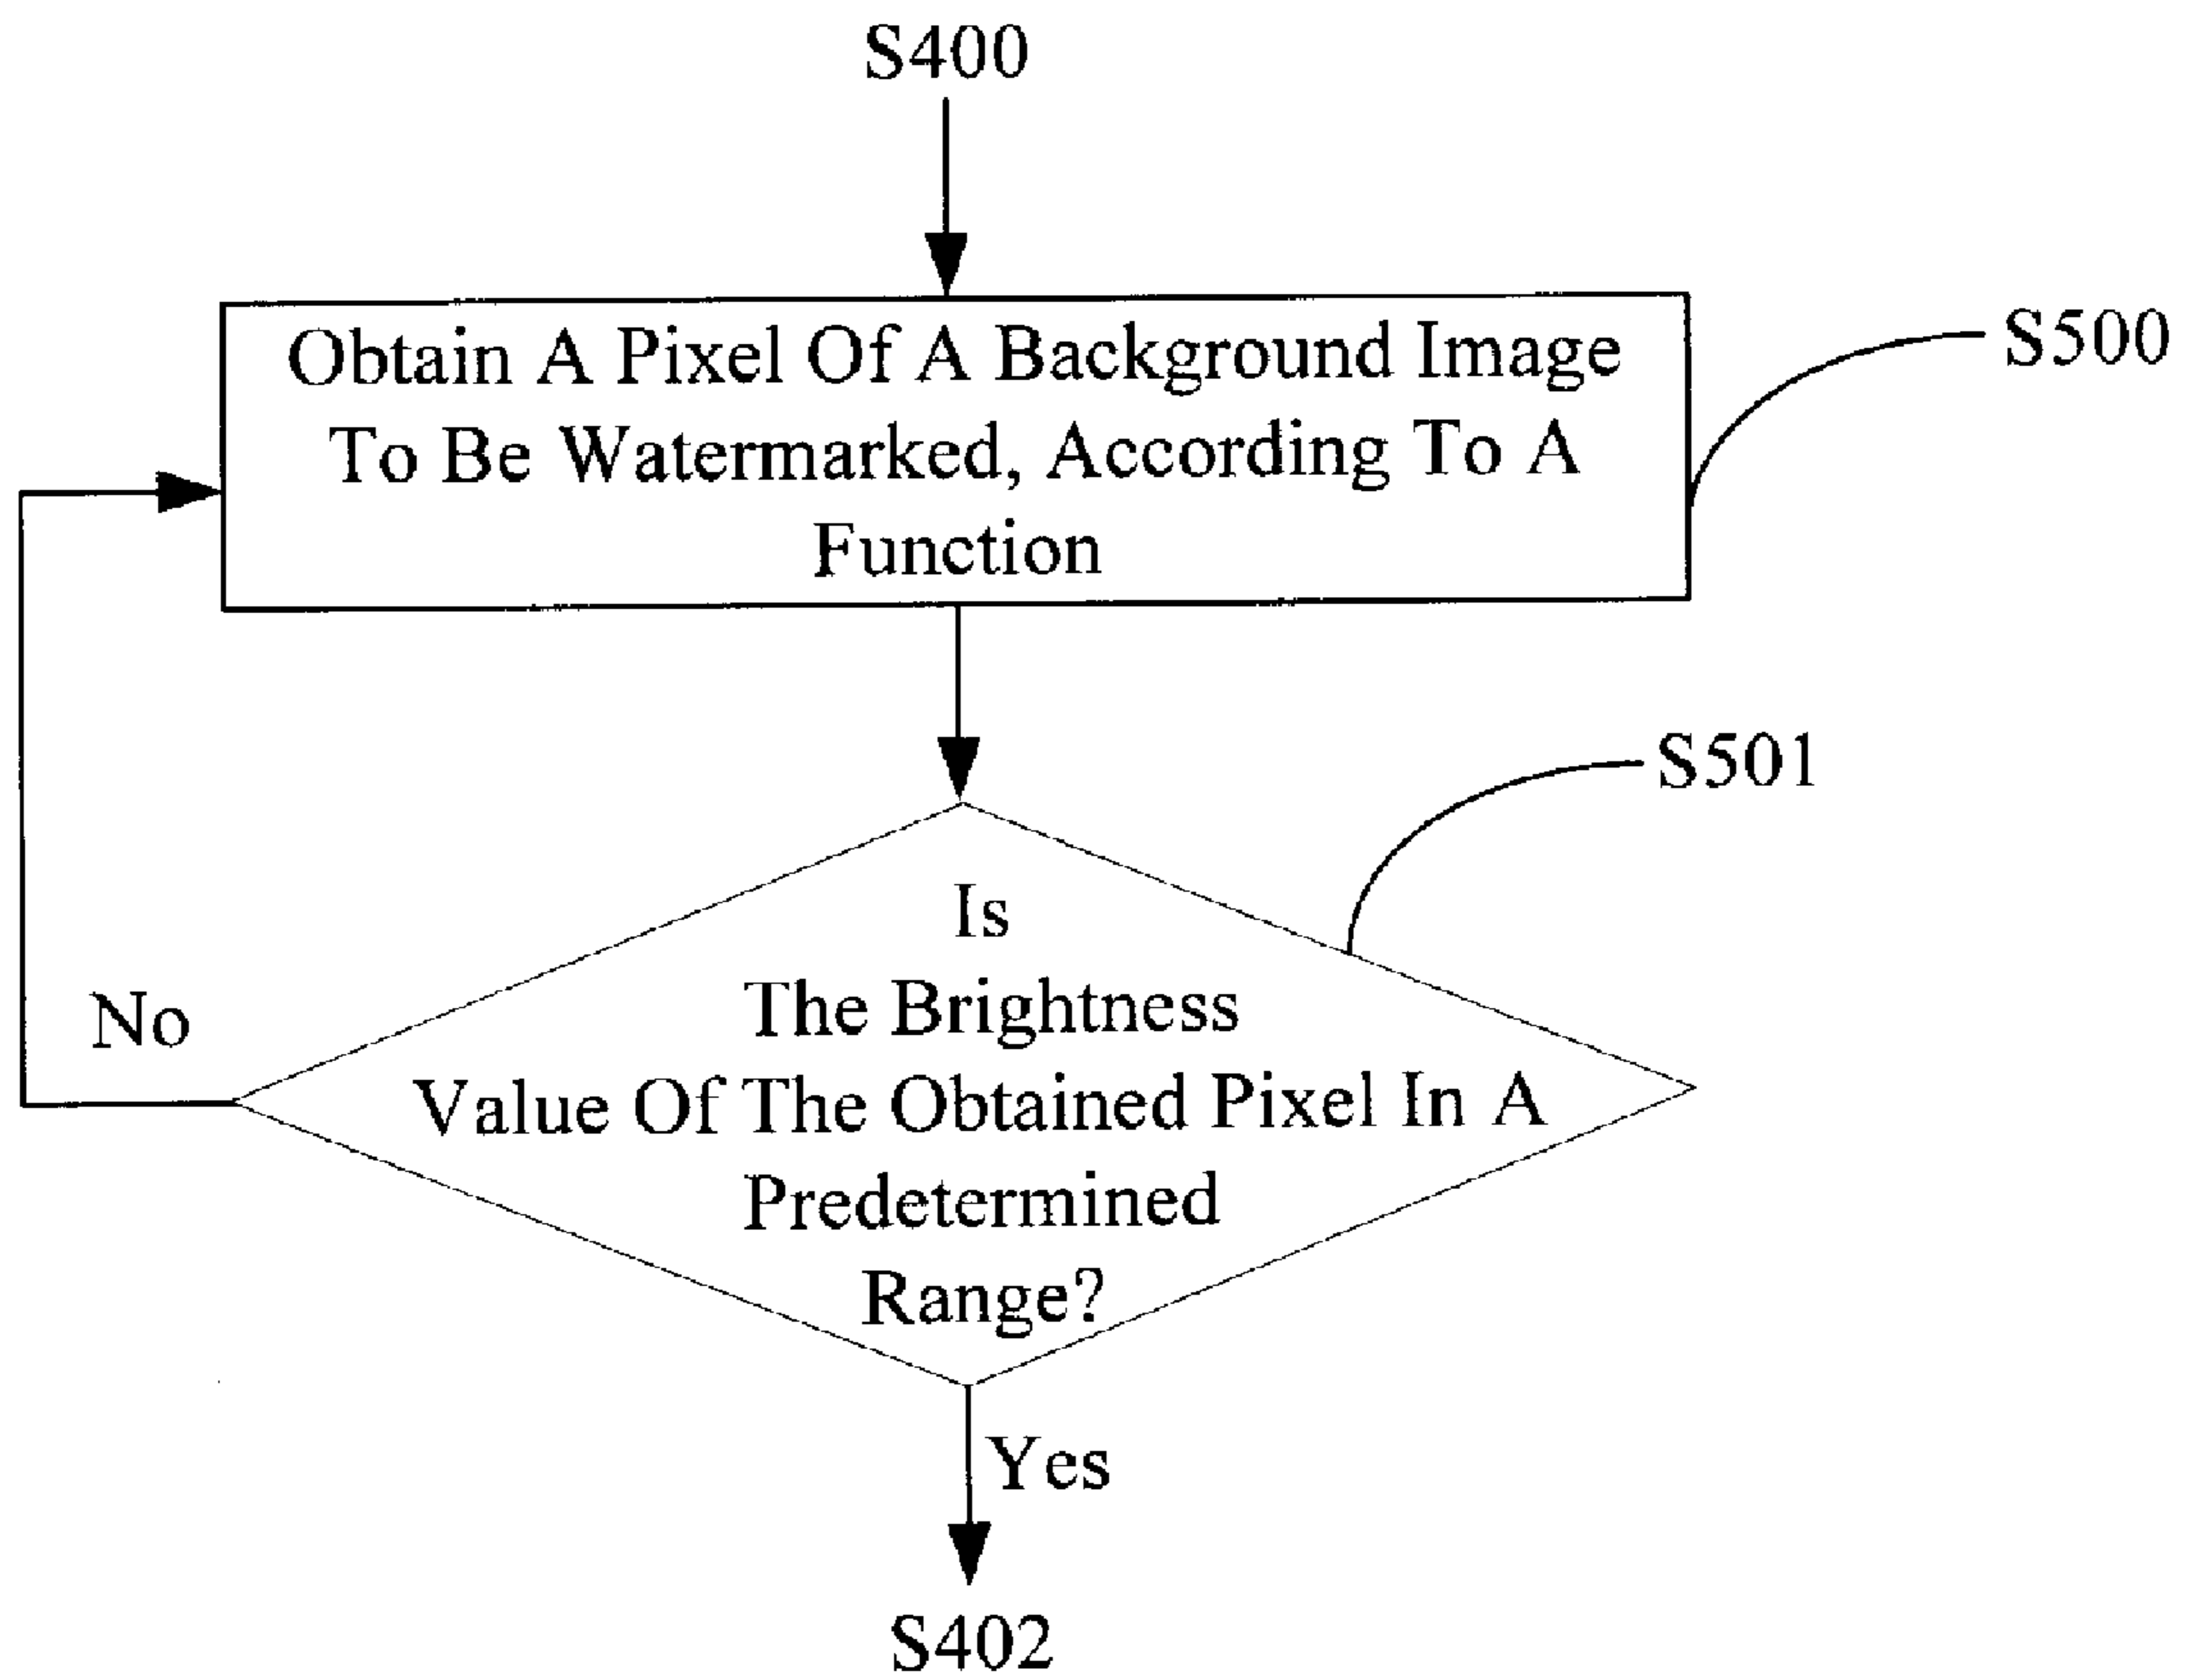 S400
Obtain A Pixel Of A Background Image
To Be Watermarked, According To A
Function
S500
S501
Is
The Brightness
Value Of The Obtained Pixel In A
Predetermined
Range?
No
Yes
S402